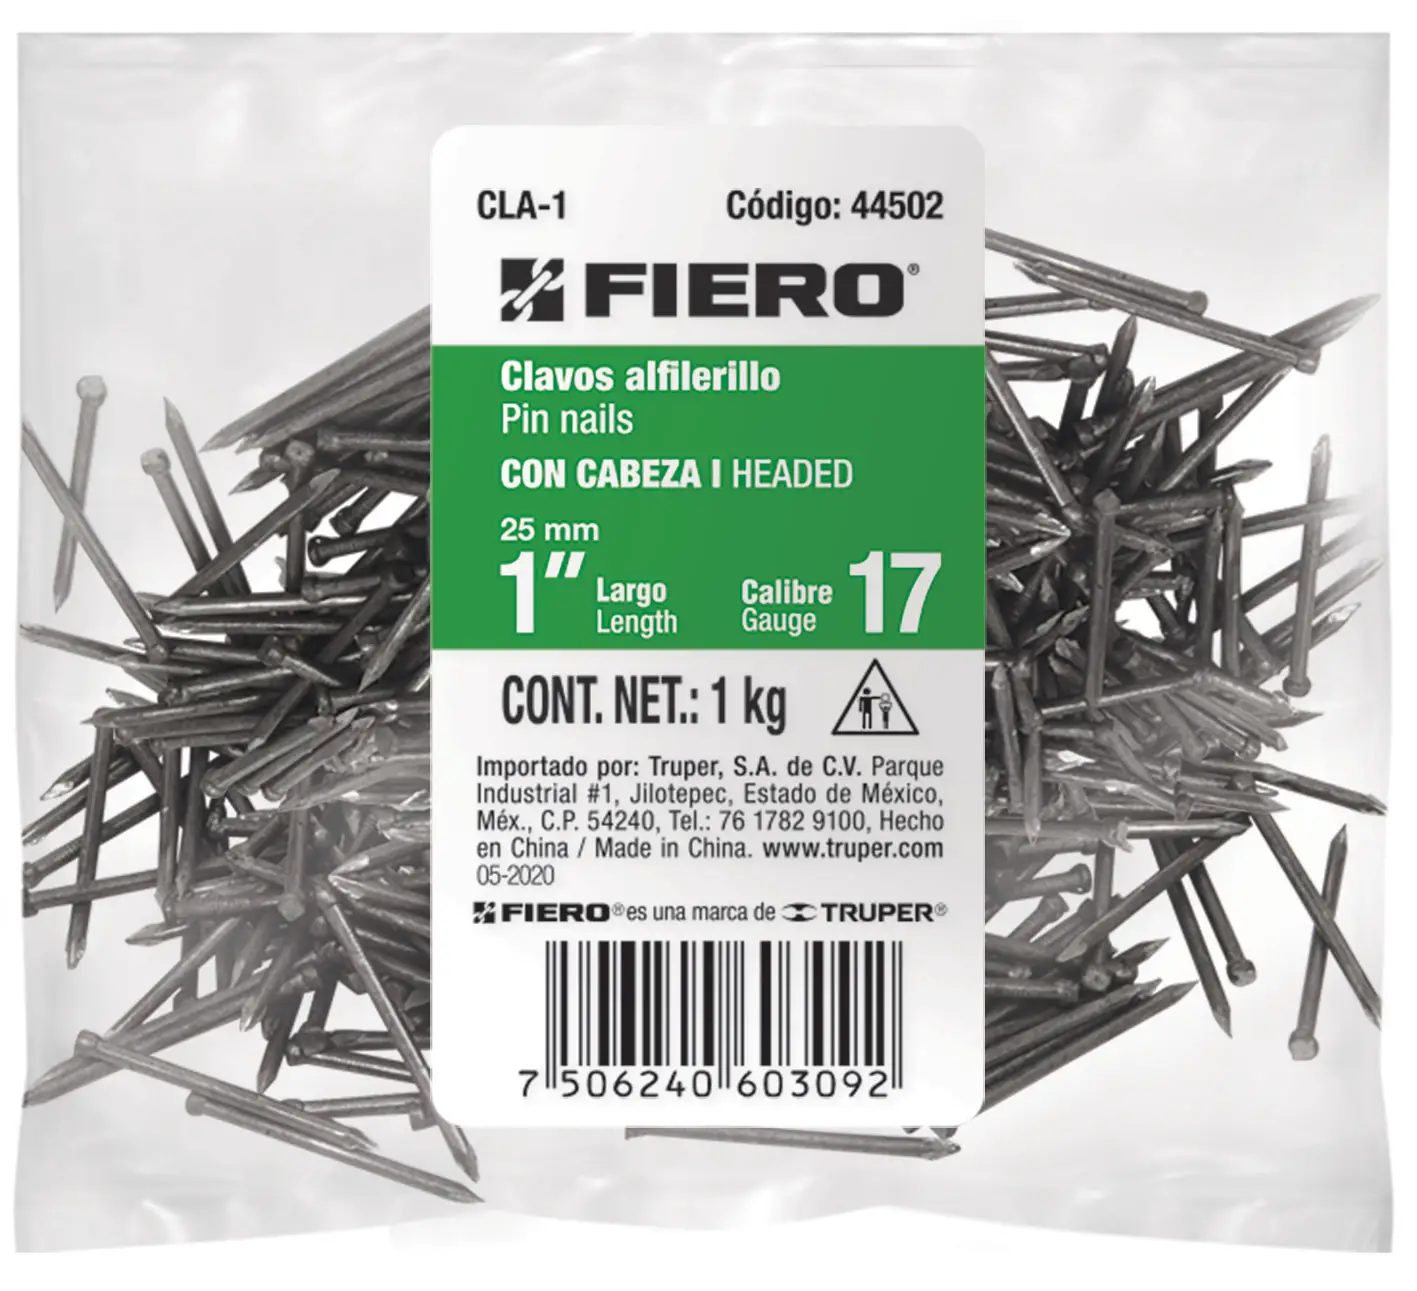 CLA-1 Código: 44502
FIERO®
Clavos alfilerillo
Pin nails
CON CABEZA | HEADED
25 mm
1” Largo Length Calibre Gauge 17
CONT. NET.: 1 kg
Importado por: Truper, S.A. de C.V. Parque
Industrial #1, Jilotepec, Estado de México,
Méx., C.P. 54240, Tel.: 76 1782 9100, Hecho
en China / Made in China. www.truper.com
05-2020
FIERO® es una marca de TRUPER®
7 506240 603092